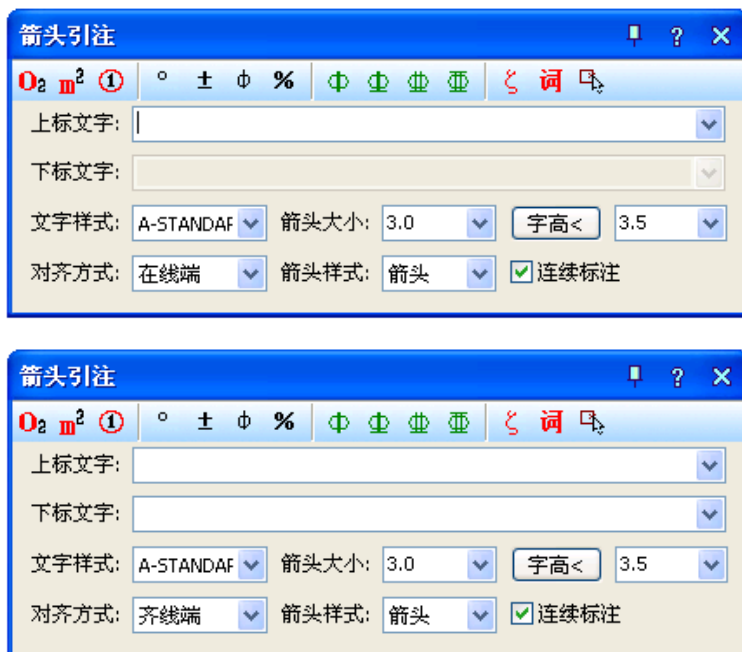 箭头引注 ?
O₂ m² ① ° ± ϕ % ξ 词
上标文字:
下标文字:
文字样式: A-STANDAF 箭头大小: 3.0 字高< 3.5
对齐方式: 在线端 箭头样式: 箭头 连续标注
箭头引注 ?
O₂ m² ① ° ± ϕ % ξ 词
上标文字:
下标文字:
文字样式: A-STANDAF 箭头大小: 3.0 字高< 3.5
对齐方式: 齐线端 箭头样式: 箭头 连续标注